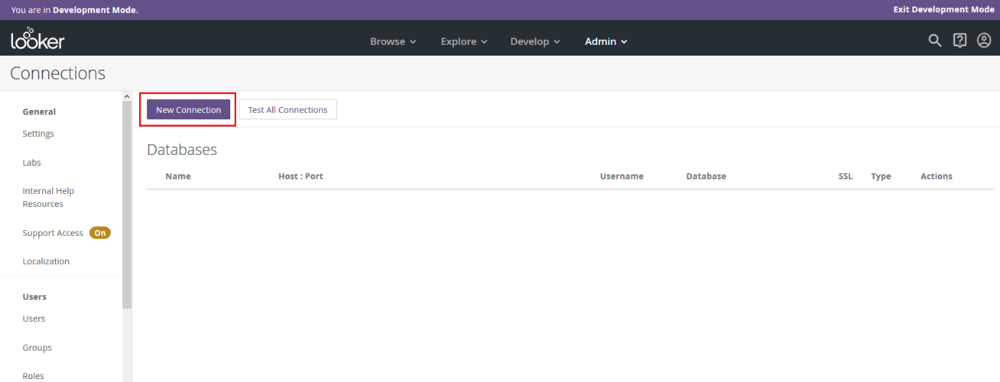 You are in Development Mode.
Exit Development Mode
looker
Browse
Explore
Develop
Admin
Connections
General
Settings
Labs
Internal Help
Resources
Support Access On
Localization
Users
Users
Groups
Roles
New Connection
Test All Connections
Databases
Name Host : Port Username Database SSL Type Actions